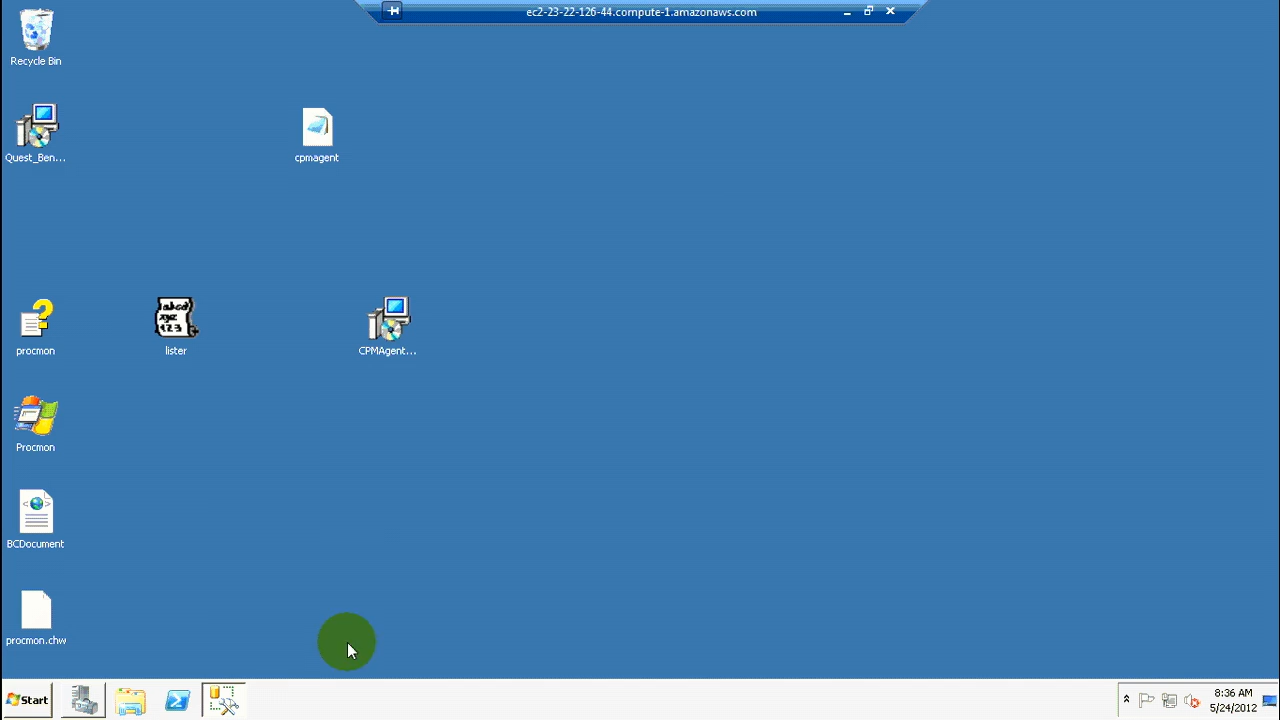 ec2-23-22-126-44.compute-1.amazonaws.com
Recycle Bin
Quest_Ben...
cpmagent
procmon
lister
CPMAgent...
Procmon
BCDocument
procmon.chw
Start
8:36 AM
5/24/2012